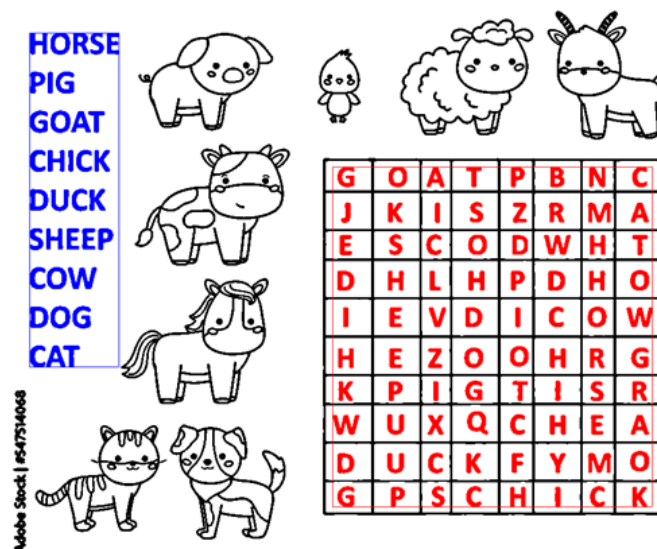 HORSE
PIG
GOAT
CHICK
DUCK
SHEEP
COW
DOG
CAT
G O A T P B N C
J K I S Z R M A
E S C O D W H T
D H L H P D H O
I E V D I C O W
H E Z O O H R G
K P I G T I S R
W U X Q C H E A
D U C K F Y M O
G P S C H I C K
Adobe Stock | #547514068